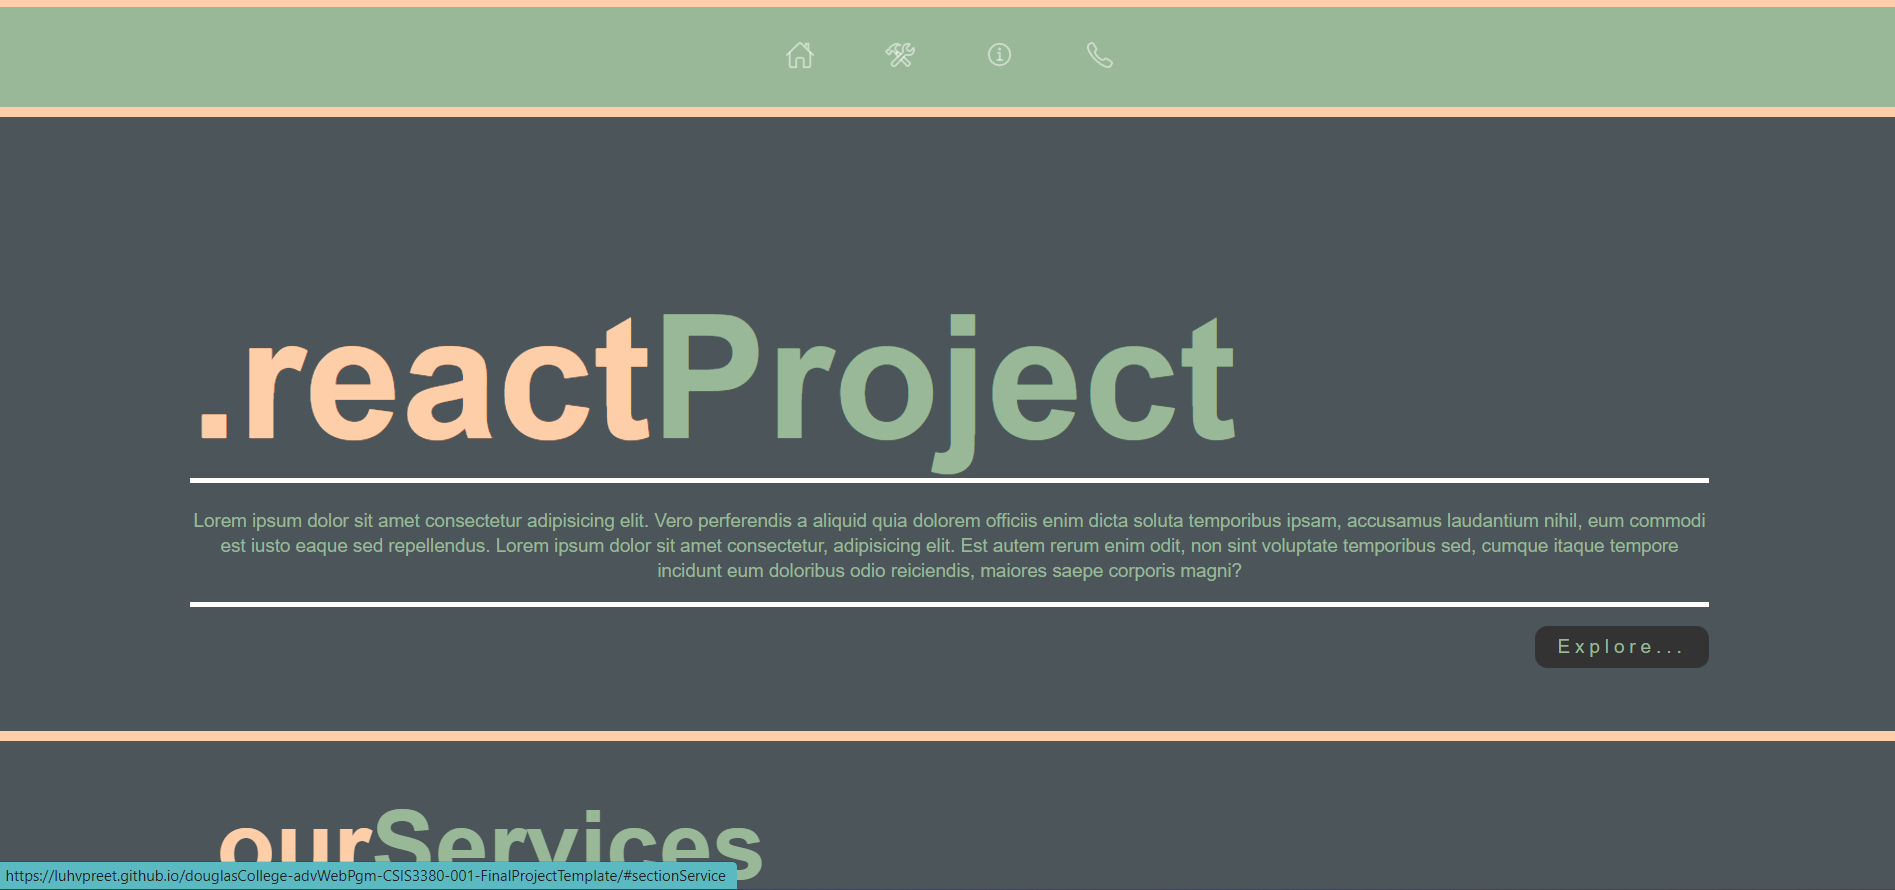 .reactProject
Lorem ipsum dolor sit amet consectetur adipisicing elit. Vero perferendis a aliquid quia dolorem officiis enim dicta soluta temporibus ipsam, accusamus laudantium nihil, eum commodi
est iusto eaque sed repellendus. Lorem ipsum dolor sit amet consectetur, adipisicing elit. Est autem rerum enim odit, non sint voluptate temporibus sed, cumque itaque tempore
incidunt eum doloribus odio reiciendis, maiores saepe corporis magni?
Explore...
ourServices
https://luhvpreet.github.io/douglasCollege-advWebPgm-CSIS3380-001-FinalProjectTemplate/#sectionService